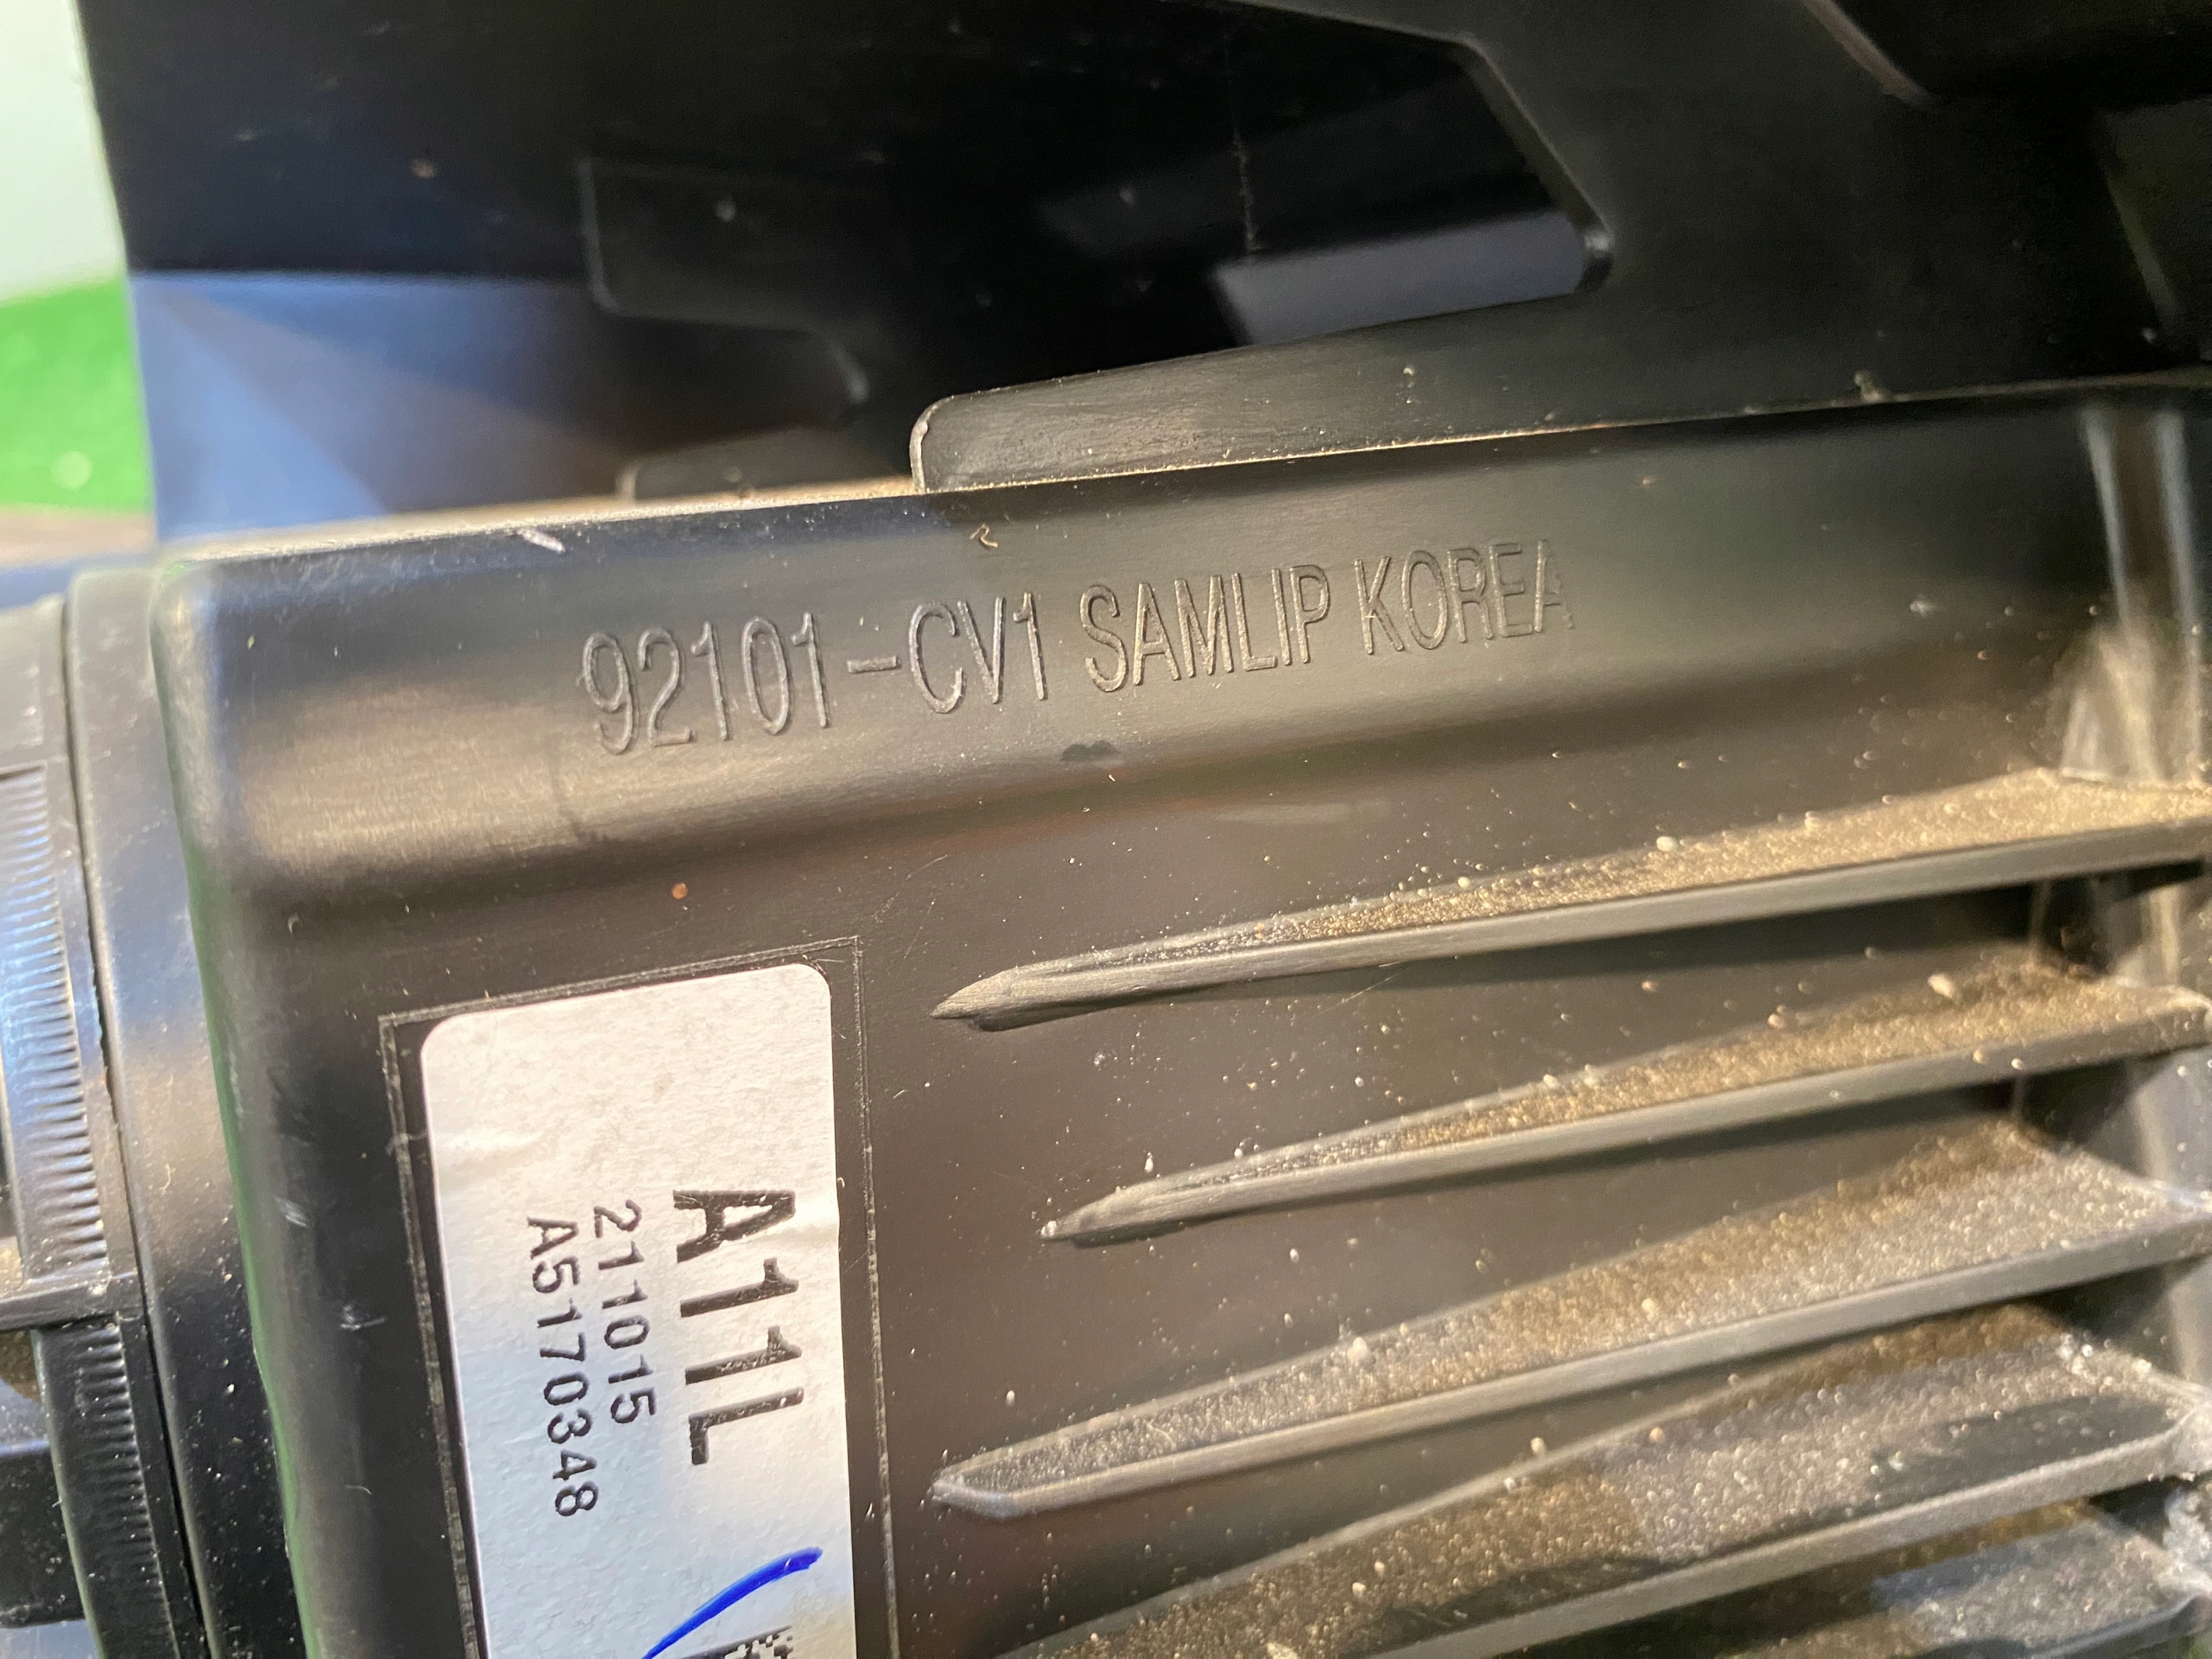 92101-CV1 SAMLIP KOREA
A11L
211015
A5170348